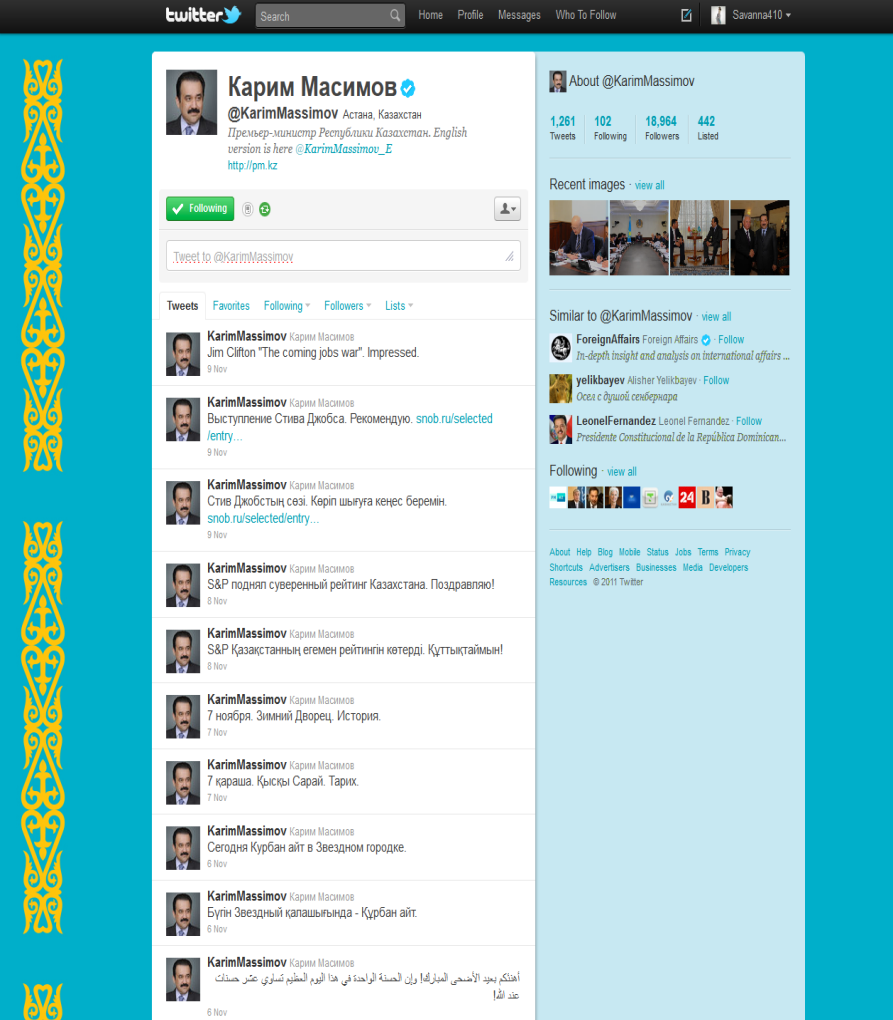 twitter
Search
Home Profile Messages Who To Follow
Savanna410
Карим Масимов
@KarimMassimov Астана, Казахстан
Премьер-министр Республики Казахстан. English
version is here @KarimMassimov_E
http://pm.kz
Following
Tweet to @KarimMassimov
Tweets Favorites Following Followers Lists
KarimMassimov Карим Масимов
Jim Clifton "The coming jobs war". Impressed.
9 Nov
KarimMassimov Карим Масимов
Выступление Стива Джобса. Рекомендую. snob.ru/selected
/entry…
9 Nov
KarimMassimov Карим Масимов
Стив Джобстың сөзі. Көріп шығуға кеңес беремін.
snob.ru/selected/entry…
9 Nov
KarimMassimov Карим Масимов
S&P поднял суверенный рейтинг Казахстана. Поздравляю!
8 Nov
KarimMassimov Карим Масимов
S&P Қазақстанның егемен рейтингін көтерді. Құттықтаймын!
8 Nov
KarimMassimov Карим Масимов
7 ноября. Зимний Дворец. История.
7 Nov
KarimMassimov Карим Масимов
7 қараша. Қысқы Сарай. Тарих.
7 Nov
KarimMassimov Карим Масимов
Сегодня Курбан айт в Звездном городке.
6 Nov
KarimMassimov Карим Масимов
Бүгін Звездный қалашығында - Құрбан айт.
6 Nov
KarimMassimov Карим Масимов
أهنئكم بعيد الأضحى المبارك! وإن الحسنة الواحدة في هذا اليوم العظيم تساوي عشر حسنات
عند الله!
6 Nov
About @KarimMassimov
1,261 102 18,964 442
Tweets Following Followers Listed
Recent images · view all
Similar to @KarimMassimov · view all
ForeignAffairs Foreign Affairs · Follow
In-depth insight and analysis on international affairs ...
yelikbayev Alisher Yelikbayev · Follow
Осел с душой сенбернара
LeonelFernandez Leonel Fernandez · Follow
Presidente Constitucional de la República Dominican...
Following · view all
24 B
About Help Blog Mobile Status Jobs Terms Privacy
Shortcuts Advertisers Businesses Media Developers
Resources © 2011 Twitter